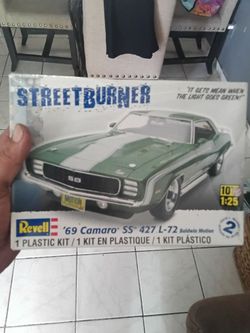 STREETBURNER
"IT GETS MEAN WHEN
THE LIGHT GOES GREEN!"
SS
MOTION
Revell
'69 Camaro SS 427 / L-72 Baldwin Motion
1 PLASTIC KIT / 1 KIT EN PLASTIQUE / 1 KIT PLÁSTICO
10
1:25
2